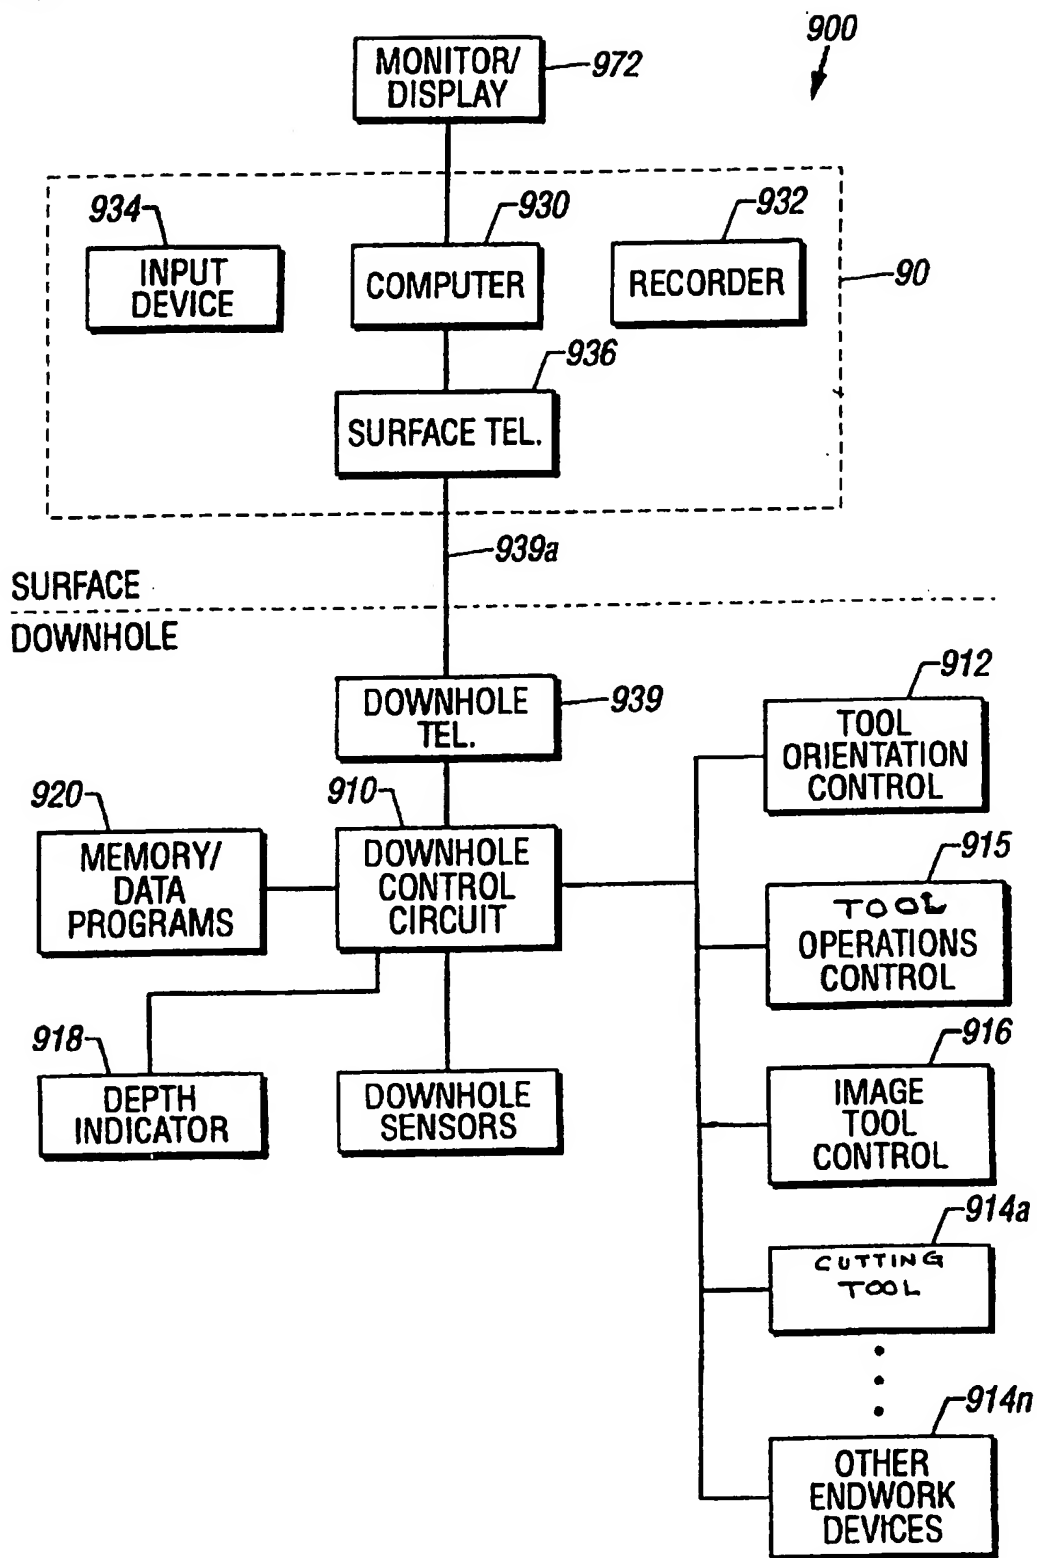 900
MONITOR/
DISPLAY
972
934
930
932
INPUT
DEVICE
COMPUTER
RECORDER
90
936
SURFACE TEL.
939a
SURFACE
DOWNHOLE
DOWNHOLE
TEL.
939
912
TOOL
ORIENTATION
CONTROL
920
910
MEMORY/
DATA
PROGRAMS
DOWNHOLE
CONTROL
CIRCUIT
915
TOOL
OPERATIONS
CONTROL
918
DEPTH
INDICATOR
DOWNHOLE
SENSORS
916
IMAGE
TOOL
CONTROL
914a
CUTTING
TOOL
914n
OTHER
ENDWORK
DEVICES